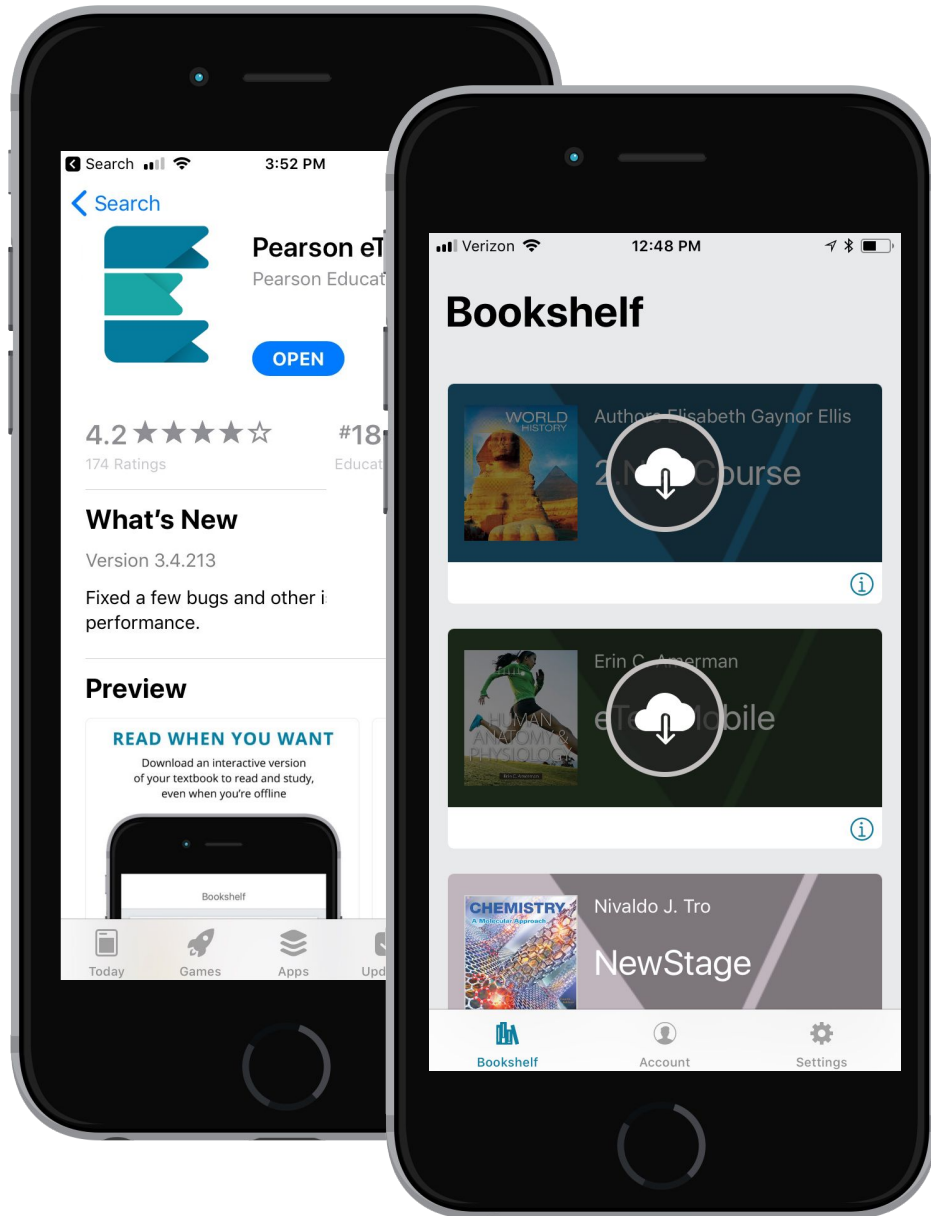 Search
3:52 PM
Search
Pearson eT
Pearson Educat
OPEN
4.2
#18
174 Ratings
Educat
What's New
Version 3.4.213
Fixed a few bugs and other i
performance.
Preview
READ WHEN YOU WANT
Download an interactive version
of your textbook to read and study,
even when you're offline
Bookshelf
Today
Games
Apps
Upd
Verizon
12:48 PM
Bookshelf
WORLD
HISTORY
Authors Elisabeth Gaynor Ellis
Course
Erin C. Amerman
HUMAN
ANATOMY &
PHYSIOLOGY
Erin C. Amerman
CHEMISTRY
A Molecular Approach
Nivaldo J. Tro
NewStage
Bookshelf
Account
Settings